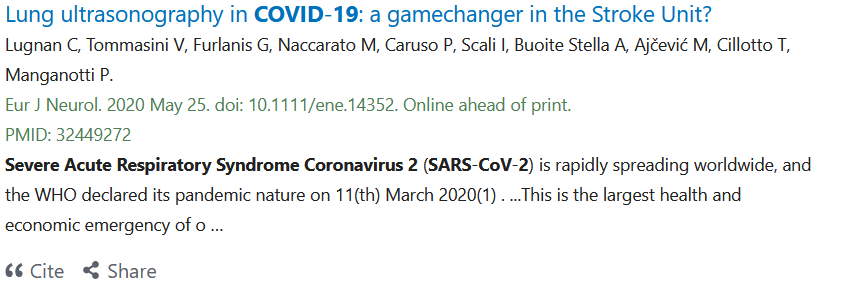 Lung ultrasonography in COVID-19: a gamechanger in the Stroke Unit?
Lugnan C, Tommasini V, Furlanis G, Naccarato M, Caruso P, Scali I, Buoite Stella A, Ajčević M, Cillotto T,
Manganotti P.
Eur J Neurol. 2020 May 25. doi: 10.1111/ene.14352. Online ahead of print.
PMID: 32449272
Severe Acute Respiratory Syndrome Coronavirus 2 (SARS-CoV-2) is rapidly spreading worldwide, and
the WHO declared its pandemic nature on 11(th) March 2020(1) . ...This is the largest health and
economic emergency of o ...
Cite Share